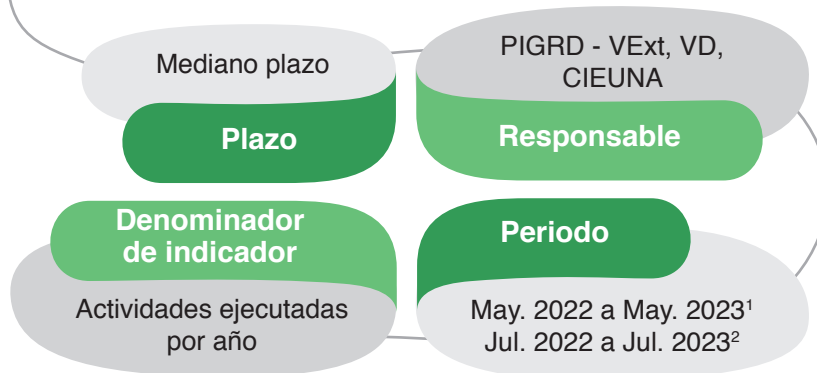 Mediano plazo
Plazo
PIGRD - VExt, VD,
CIEUNA
Responsable
Denominador
de indicador
Actividades ejecutadas
por año
Periodo
May. 2022 a May. 2023¹
Jul. 2022 a Jul. 2023²